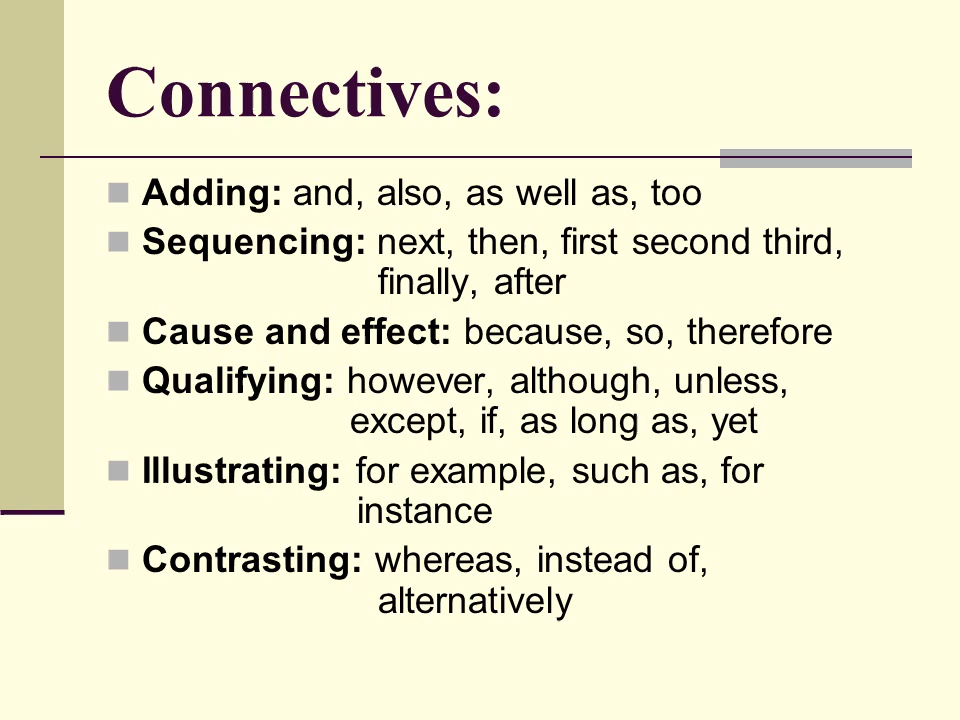 Connectives:
Adding: and, also, as well as, too
Sequencing: next, then, first second third,
finally, after
Cause and effect: because, so, therefore
Qualifying: however, although, unless,
except, if, as long as, yet
Illustrating: for example, such as, for
instance
Contrasting: whereas, instead of,
alternatively